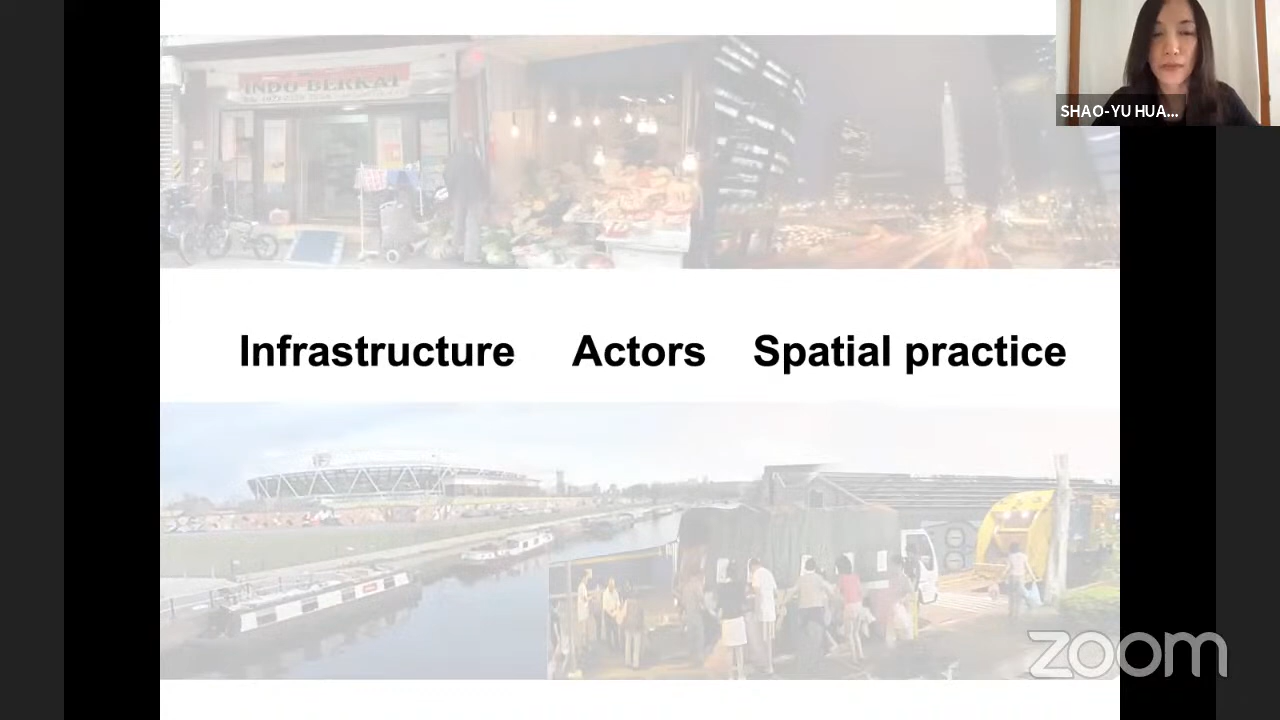 SHAO-YU HUA...
INDO BERKAT
Infrastructure Actors Spatial practice
zoom